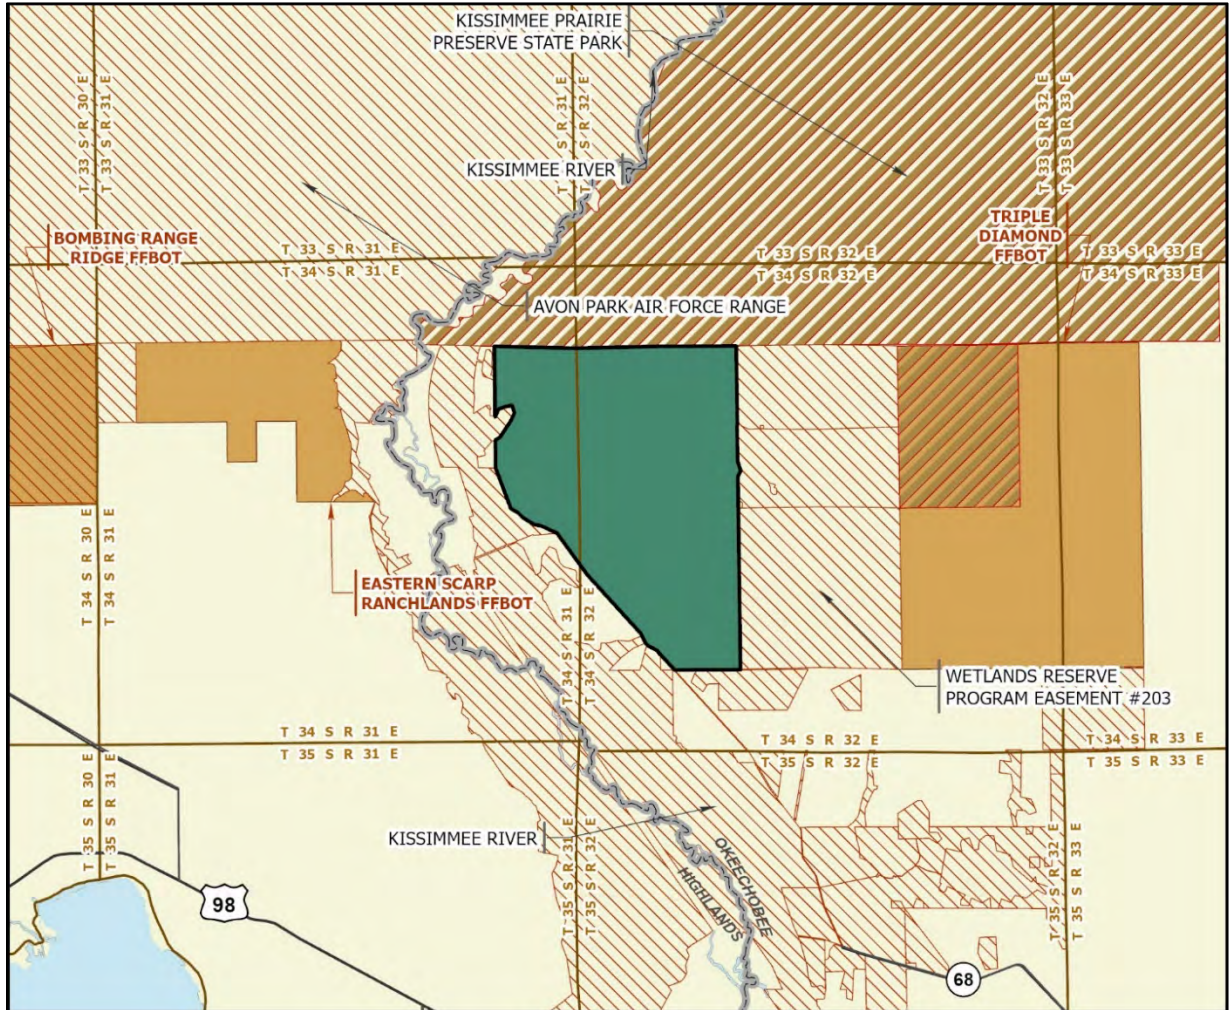 KISSIMMEE PRAIRIE
PRESERVE STATE PARK
T 33 S R 30 E
T 33 S R 31 E
T 33 S R 31 E
T 33 S R 32 E
T 33 S R 32 E
T 33 S R 33 E
KISSIMMEE RIVER
BOMBING RANGE
RIDGE FFBOT
TRIPLE
DIAMOND
FFBOT
T 33 S R 31 E
T 34 S R 31 E
T 33 S R 32 E
T 34 S R 32 E
T 33 S R 33 E
T 34 S R 33 E
AVON PARK AIR FORCE RANGE
T 34 S R 30 E
T 34 S R 31 E
EASTERN SCARP
RANCHLANDS FFBOT
T 34 S R 31 E
T 34 S R 32 E
WETLANDS RESERVE
PROGRAM EASEMENT #203
T 34 S R 31 E
T 35 S R 31 E
T 34 S R 32 E
T 35 S R 32 E
T 34 S R 33 E
T 35 S R 33 E
T 35 S R 30 E
T 35 S R 31 E
KISSIMMEE RIVER
T 35 S R 31 E
T 35 S R 32 E
OKEECHOBEE
HIGHLANDS
T 35 S R 32 E
T 35 S R 33 E
98
68